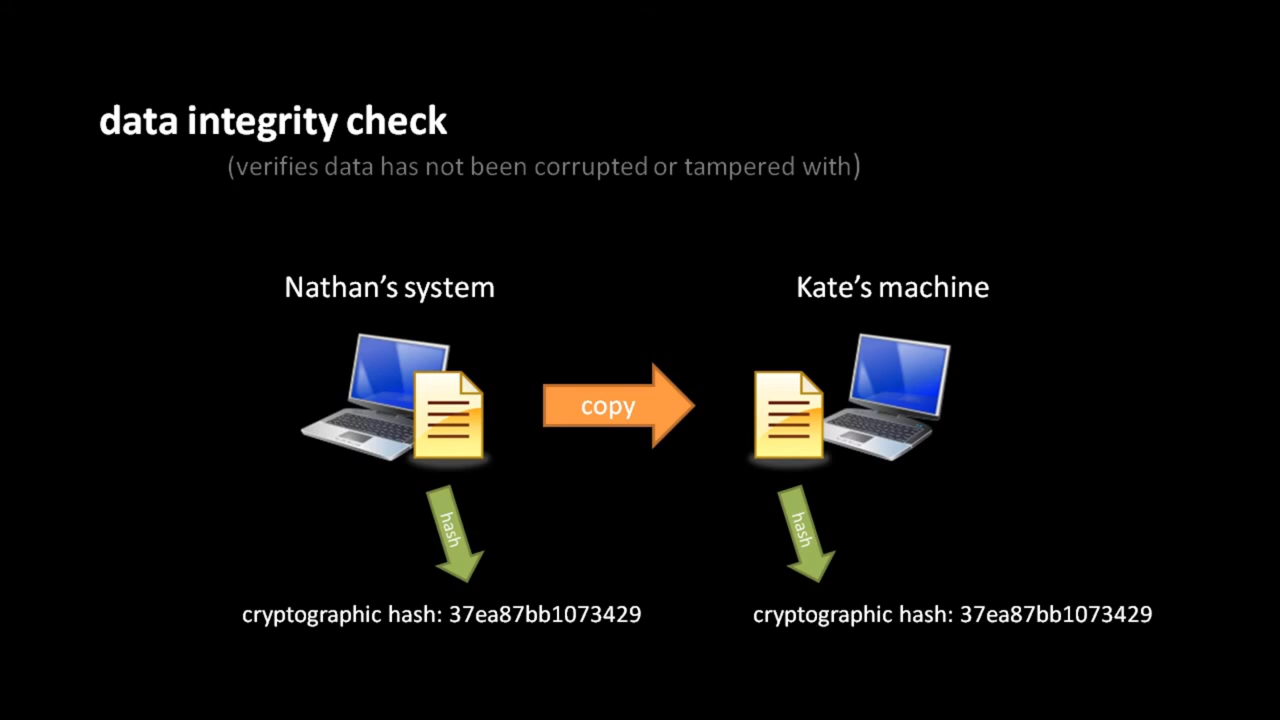 data integrity check
(verifies data has not been corrupted or tampered with)
Nathan’s system
Kate’s machine
copy
hash
hash
cryptographic hash: 37ea87bb1073429
cryptographic hash: 37ea87bb1073429